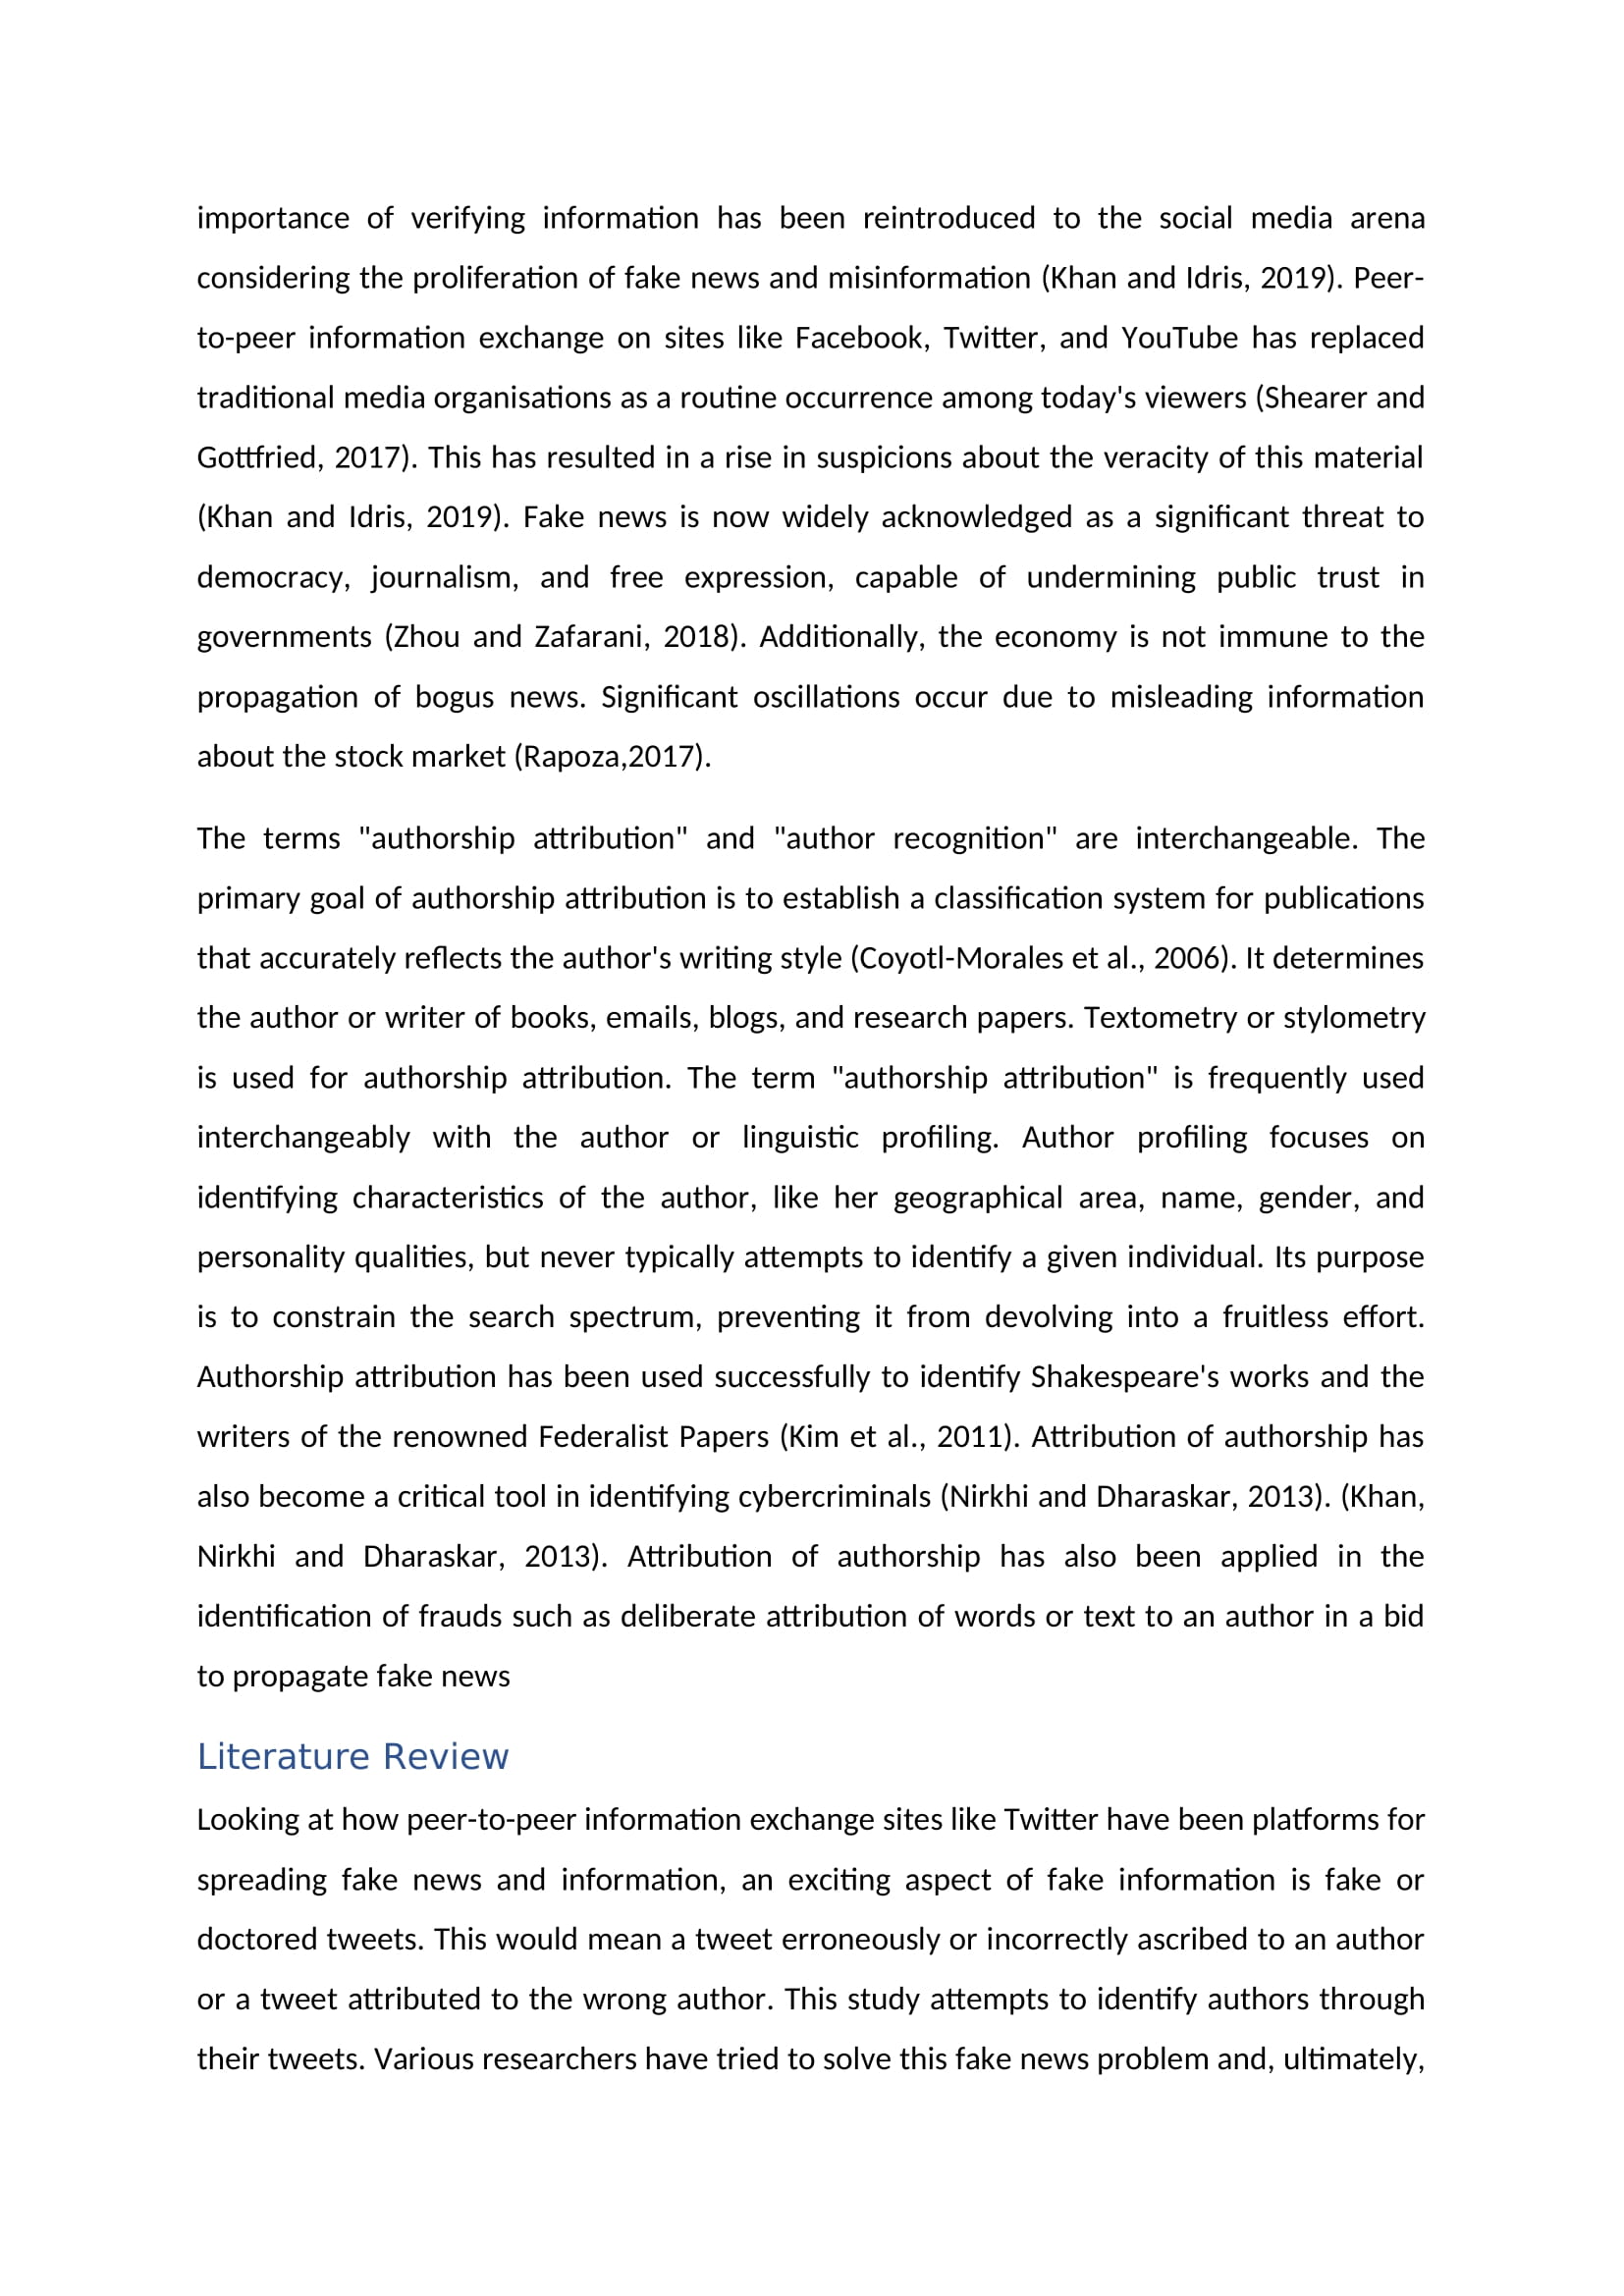 importance of verifying information has been reintroduced to the social media arena
considering the proliferation of fake news and misinformation (Khan and Idris, 2019). Peer-
to-peer information exchange on sites like Facebook, Twitter, and YouTube has replaced
traditional media organisations as a routine occurrence among today's viewers (Shearer and
Gottfried, 2017). This has resulted in a rise in suspicions about the veracity of this material
(Khan and Idris, 2019). Fake news is now widely acknowledged as a significant threat to
democracy, journalism, and free expression, capable of undermining public trust in
governments (Zhou and Zafarani, 2018). Additionally, the economy is not immune to the
propagation of bogus news. Significant oscillations occur due to misleading information
about the stock market (Rapoza,2017).
The terms "authorship attribution" and "author recognition" are interchangeable. The
primary goal of authorship attribution is to establish a classification system for publications
that accurately reflects the author's writing style (Coyotl-Morales et al., 2006). It determines
the author or writer of books, emails, blogs, and research papers. Textometry or stylometry
is used for authorship attribution. The term "authorship attribution" is frequently used
interchangeably with the author or linguistic profiling. Author profiling focuses on
identifying characteristics of the author, like her geographical area, name, gender, and
personality qualities, but never typically attempts to identify a given individual. Its purpose
is to constrain the search spectrum, preventing it from devolving into a fruitless effort.
Authorship attribution has been used successfully to identify Shakespeare's works and the
writers of the renowned Federalist Papers (Kim et al., 2011). Attribution of authorship has
also become a critical tool in identifying cybercriminals (Nirkhi and Dharaskar, 2013). (Khan,
Nirkhi and Dharaskar, 2013). Attribution of authorship has also been applied in the
identification of frauds such as deliberate attribution of words or text to an author in a bid
to propagate fake news
Literature Review
Looking at how peer-to-peer information exchange sites like Twitter have been platforms for
spreading fake news and information, an exciting aspect of fake information is fake or
doctored tweets. This would mean a tweet erroneously or incorrectly ascribed to an author
or a tweet attributed to the wrong author. This study attempts to identify authors through
their tweets. Various researchers have tried to solve this fake news problem and, ultimately,